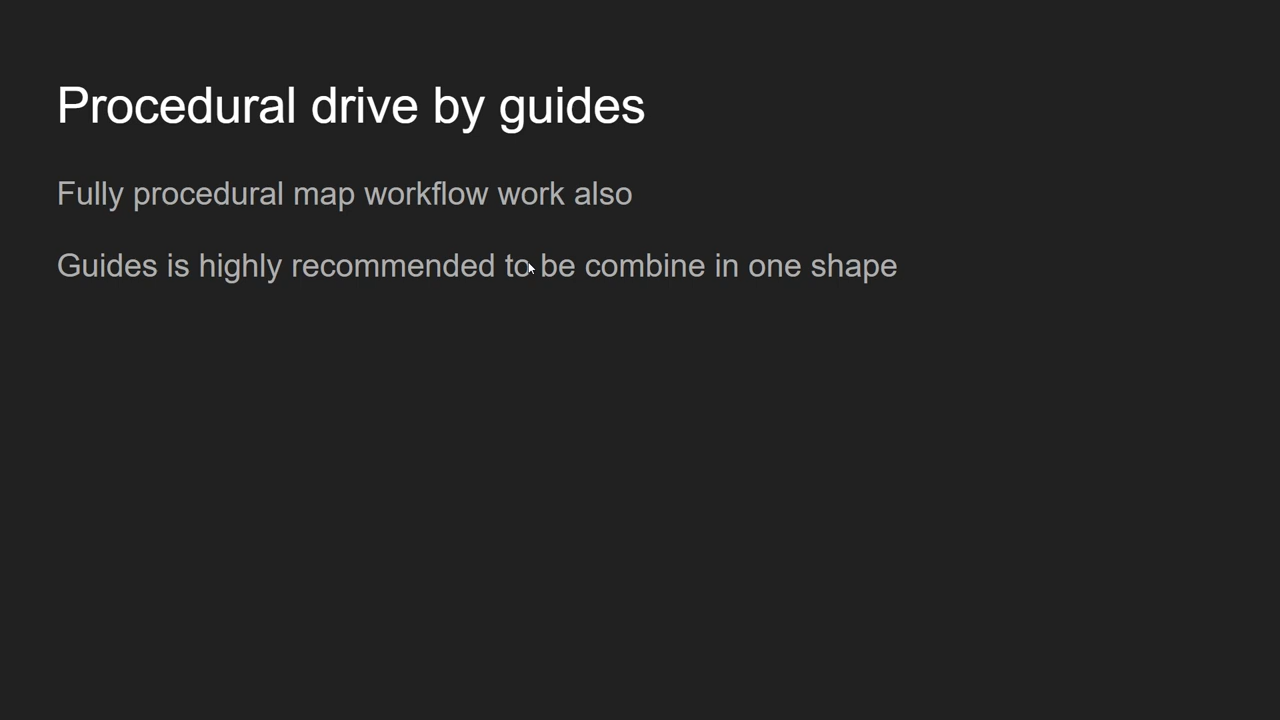 Procedural drive by guides
Fully procedural map workflow work also
Guides is highly recommended to be combine in one shape